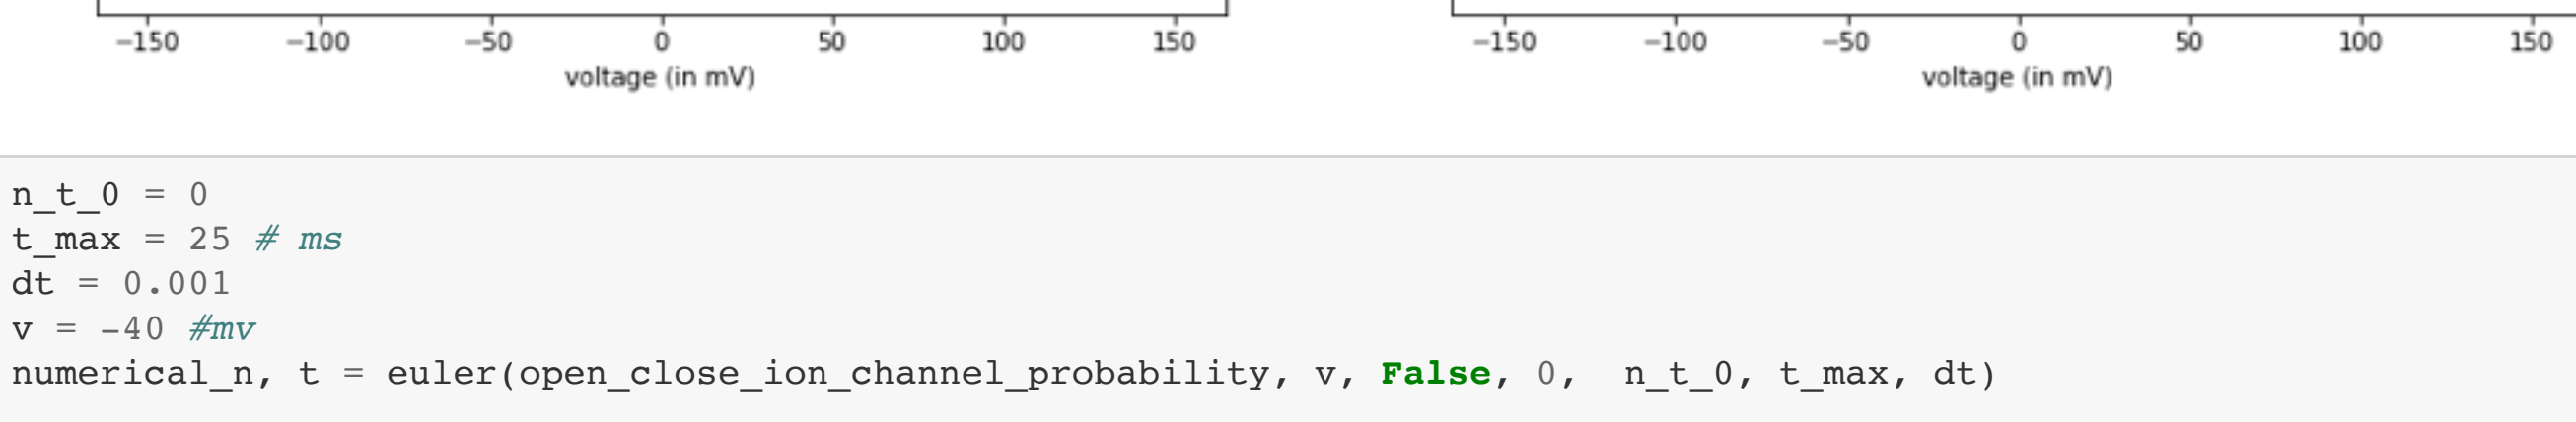 −150 −100 −50 0 50 100 150 −150 −100 −50 0 50 100 150
voltage (in mV) voltage (in mV)
n_t_0 = 0
t_max = 25 # ms
dt = 0.001
v = -40 #mv
numerical_n, t = euler(open_close_ion_channel_probability, v, False, 0,  n_t_0, t_max, dt)